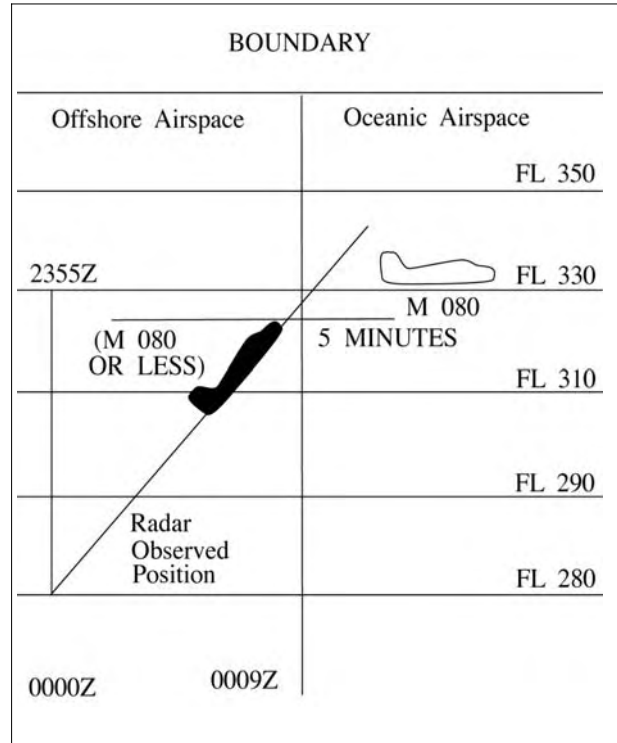 BOUNDARY
Offshore Airspace
Oceanic Airspace
FL 350
2355Z
FL 330
M 080
(M 080
OR LESS)
5 MINUTES
FL 310
FL 290
Radar
Observed
Position
FL 280
0000Z
0009Z